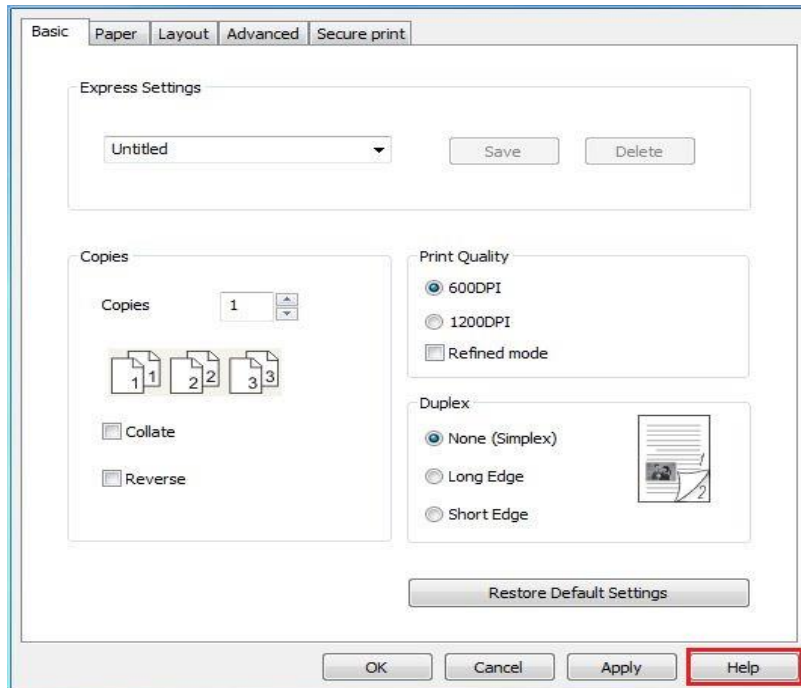 Basic Paper Layout Advanced Secure print
Express Settings
Untitled Save Delete
Copies
Copies 1
1 1 2 2 3 3
Collate
Reverse
Print Quality
600DPI
1200DPI
Refined mode
Duplex
None (Simplex)
Long Edge
Short Edge
1
2
Restore Default Settings
OK Cancel Apply Help